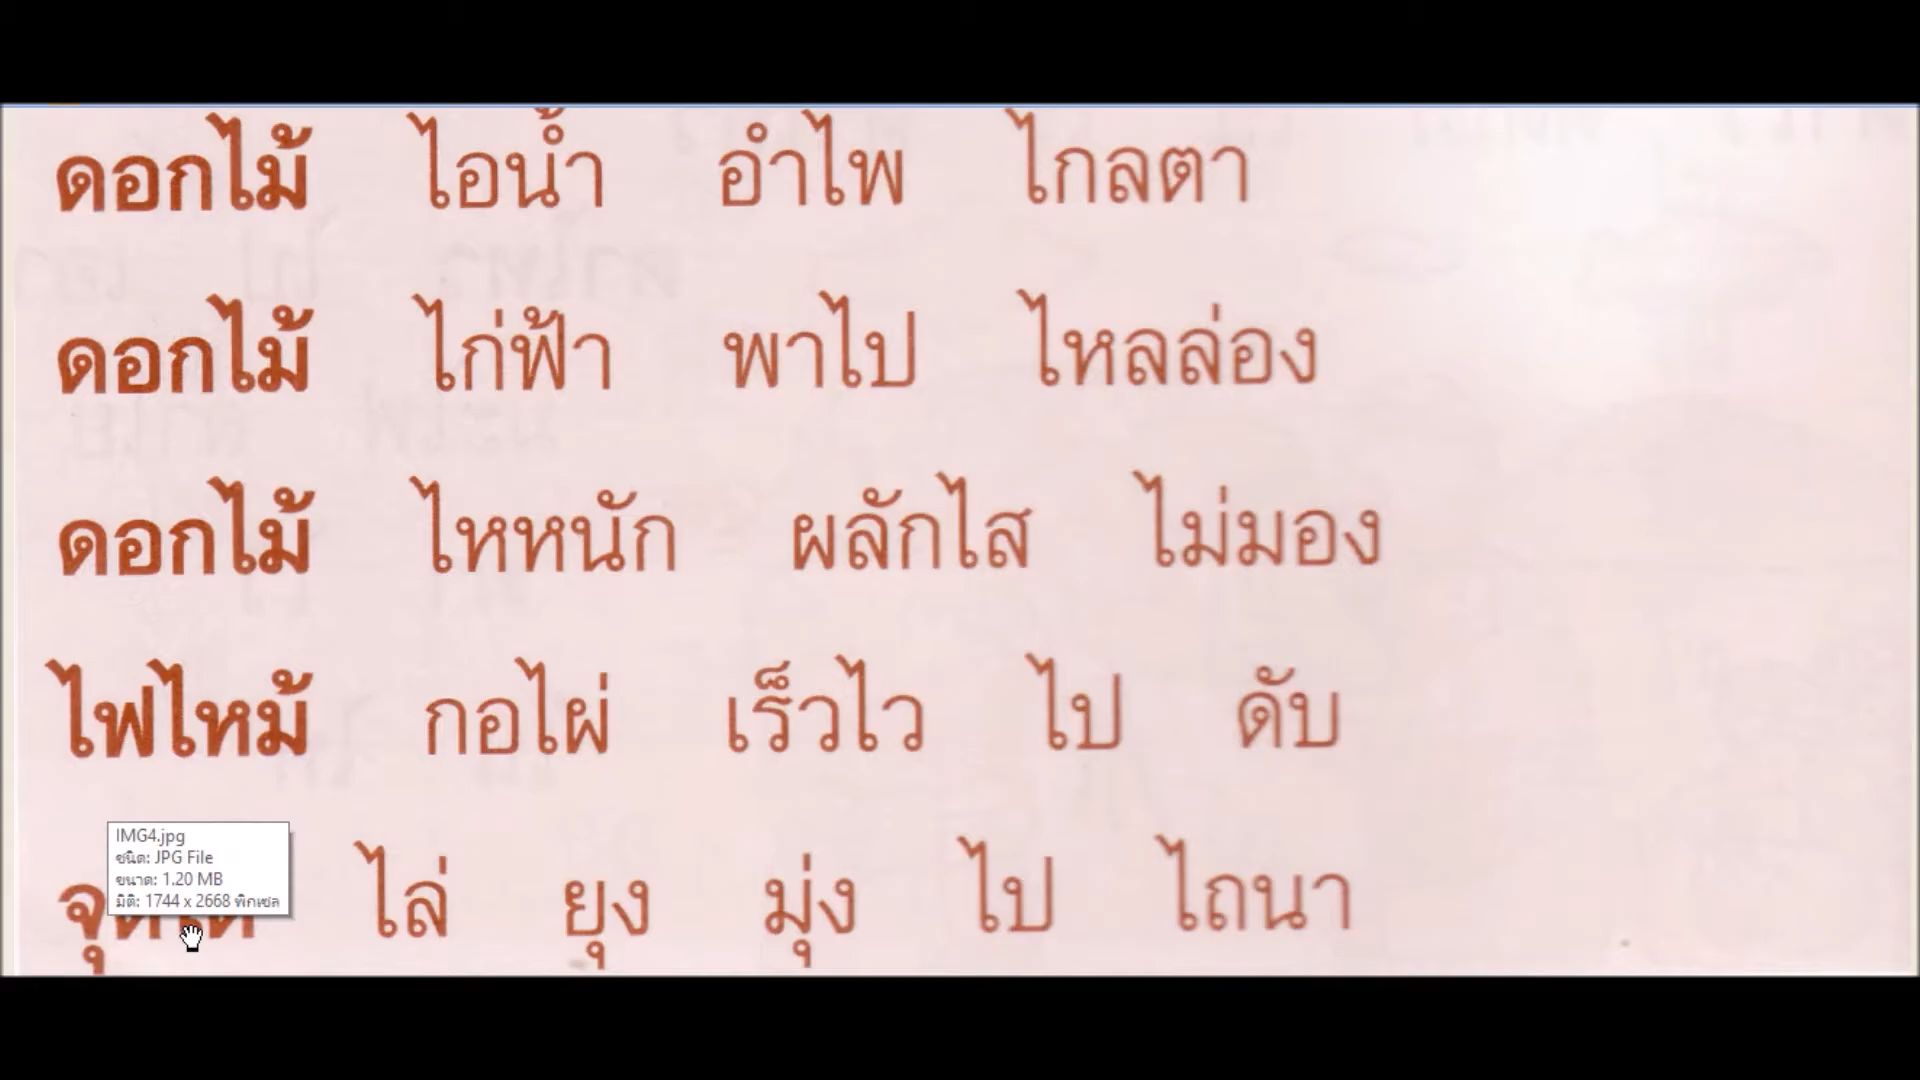 ดอกไม้ ไอน้ำ อำไพ ไกลตา
ดอกไม้ ไก่ฟ้า พาไป ไหลล่อง
ดอกไม้ ไหหนัก ผลักไส ไม่มอง
ไฟไหม้ กอไผ่ เร็วไว ไป ดับ
IMG4.jpg
ชนิด: JPG File
ขนาด: 1.20 MB
มิติ: 1744 x 2668 พิกเซล
ไล่ ยุง มุ่ง ไป ไถนา